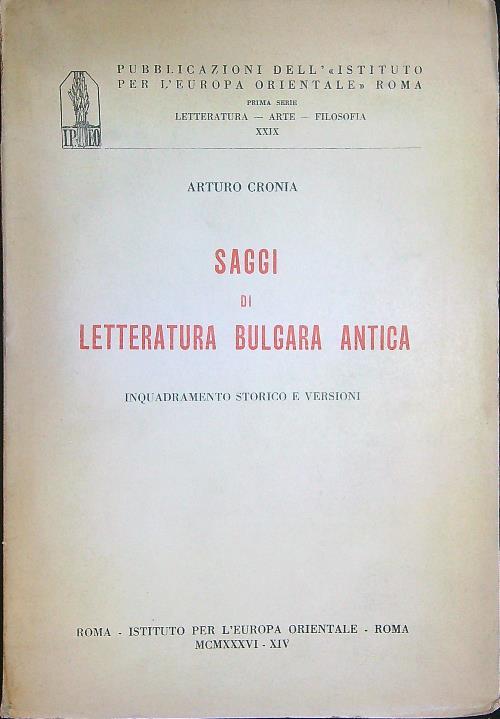 PUBBLICAZIONI DELL'«ISTITUTO
PER L'EUROPA ORIENTALE» ROMA
PRIMA SERIE
LETTERATURA — ARTE — FILOSOFIA
XXIX
IPEO
ARTURO CRONIA
SAGGI
DI
LETTERATURA BULGARA ANTICA
INQUADRAMENTO STORICO E VERSIONI
ROMA - ISTITUTO PER L'EUROPA ORIENTALE - ROMA
MCMXXXVI - XIV